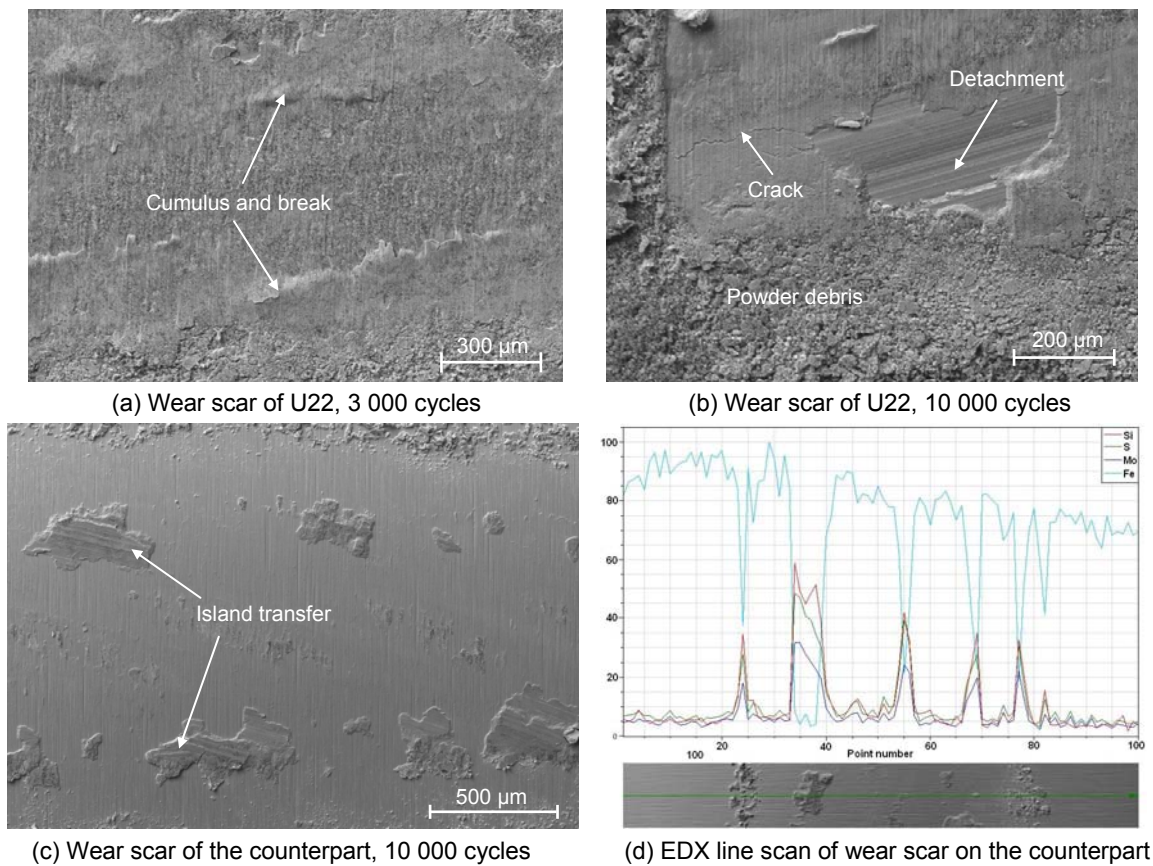 Cumulus and break
300 µm
(a) Wear scar of U22, 3 000 cycles
Detachment
Crack
Powder debris
200 µm
(b) Wear scar of U22, 10 000 cycles
Island transfer
500 µm
(c) Wear scar of the counterpart, 10 000 cycles
Si
S
Mo
Fe
100
80
60
40
20
0
20 40 60 80 100
100 Point number
(d) EDX line scan of wear scar on the counterpart